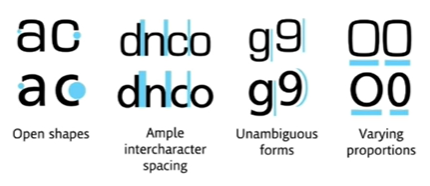 ac dnco g9 OO
ac dnco g9 O0
Open shapes
Ample
intercharacter
spacing
Unambiguous
forms
Varying
proportions